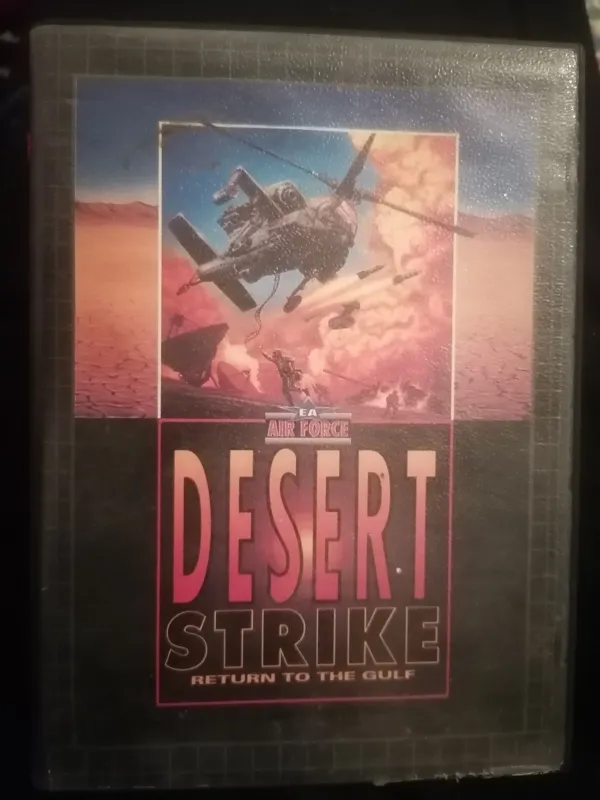 EA
AIR FORCE
DESERT
STRIKE
RETURN TO THE GULF